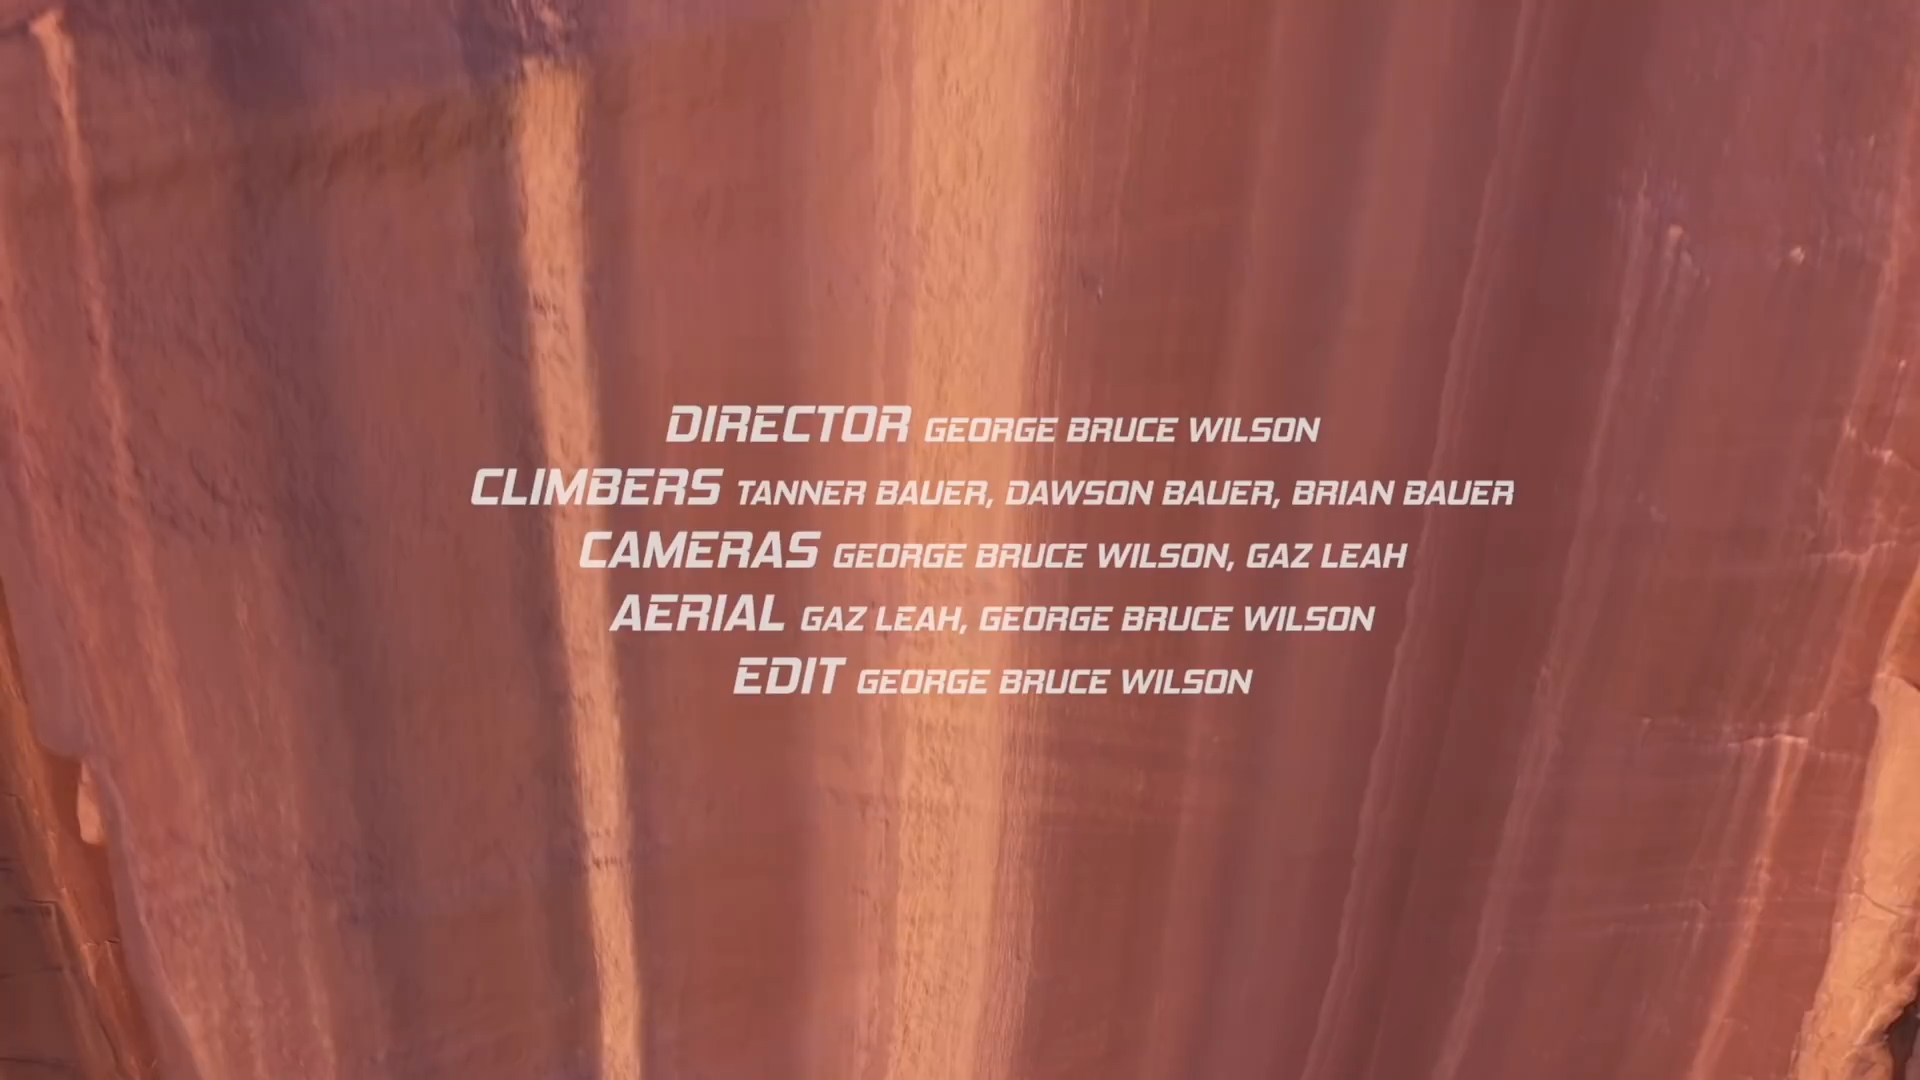 DIRECTOR GEORGE BRUCE WILSON
CLIMBERS TANNER BAUER, DAWSON BAUER, BRIAN BAUER
CAMERAS GEORGE BRUCE WILSON, GAZ LEAH
AERIAL GAZ LEAH, GEORGE BRUCE WILSON
EDIT GEORGE BRUCE WILSON